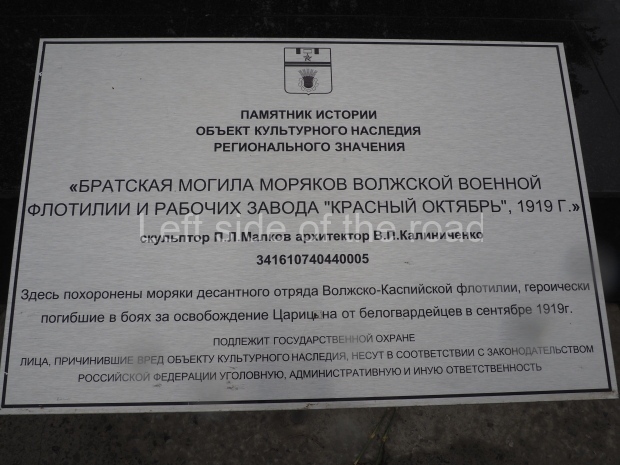 ПАМЯТНИК ИСТОРИИ
ОБЪЕКТ КУЛЬТУРНОГО НАСЛЕДИЯ
РЕГИОНАЛЬНОГО ЗНАЧЕНИЯ
«БРАТСКАЯ МОГИЛА МОРЯКОВ ВОЛЖСКОЙ ВОЕННОЙ
ФЛОТИЛИИ И РАБОЧИХ ЗАВОДА "КРАСНЫЙ ОКТЯБРЬ", 1919 Г.»
Left side of the road
скульптор П.Л.Малков архитектор В.П.Калиниченко
341610740440005
Здесь похоронены моряки десантного отряда Волжско-Каспийской флотилии, героически
погибшие в боях за освобождение Царицына от белогвардейцев в сентябре 1919г.
ПОДЛЕЖИТ ГОСУДАРСТВЕННОЙ ОХРАНЕ
ЛИЦА, ПРИЧИНИВШИЕ ВРЕД ОБЪЕКТУ КУЛЬТУРНОГО НАСЛЕДИЯ, НЕСУТ В СООТВЕТСТВИИ С ЗАКОНОДАТЕЛЬСТВОМ
РОССИЙСКОЙ ФЕДЕРАЦИИ УГОЛОВНУЮ, АДМИНИСТРАТИВНУЮ И ИНУЮ ОТВЕТСТВЕННОСТЬ